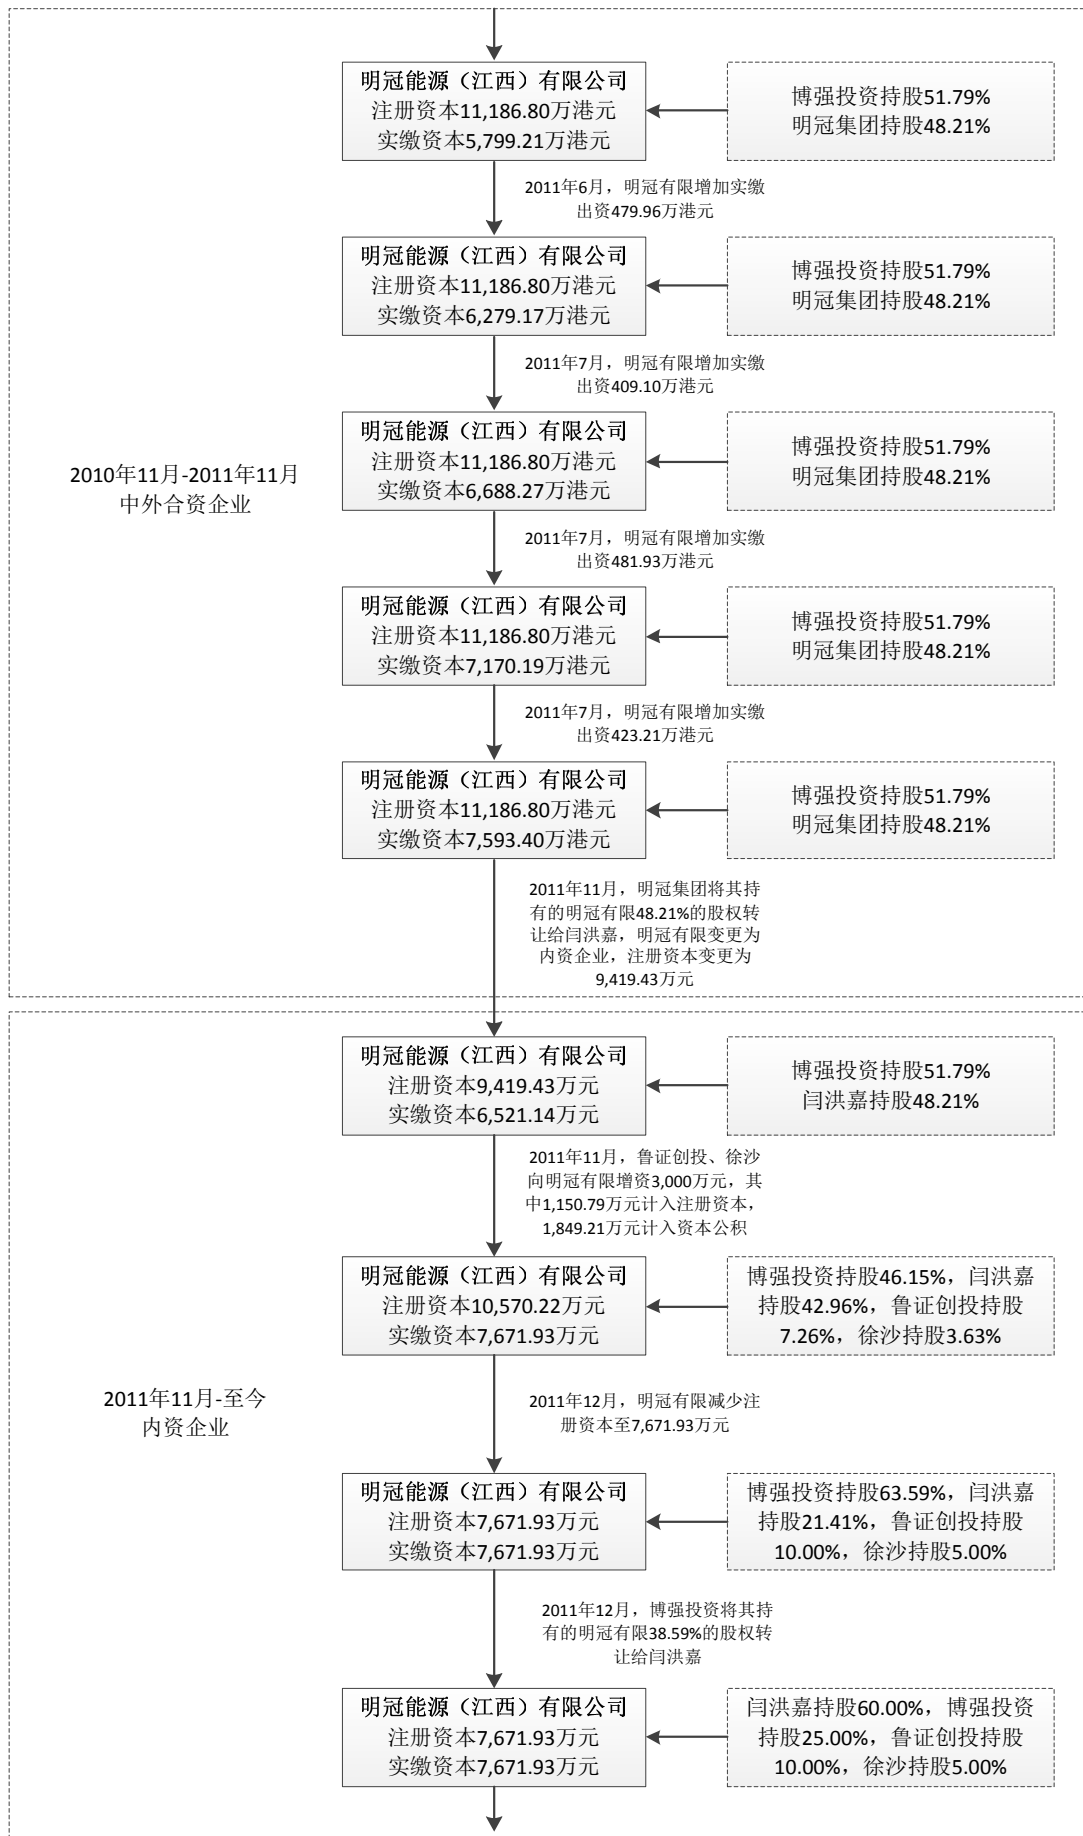 明冠能源（江西）有限公司
注册资本11,186.80万港元
实缴资本5,799.21万港元
博强投资持股51.79%
明冠集团持股48.21%
2011年6月，明冠有限增加实缴
出资479.96万港元
明冠能源（江西）有限公司
注册资本11,186.80万港元
实缴资本6,279.17万港元
博强投资持股51.79%
明冠集团持股48.21%
2011年7月，明冠有限增加实缴
出资409.10万港元
2010年11月-2011年11月
中外合资企业
明冠能源（江西）有限公司
注册资本11,186.80万港元
实缴资本6,688.27万港元
博强投资持股51.79%
明冠集团持股48.21%
2011年7月，明冠有限增加实缴
出资481.93万港元
明冠能源（江西）有限公司
注册资本11,186.80万港元
实缴资本7,170.19万港元
博强投资持股51.79%
明冠集团持股48.21%
2011年7月，明冠有限增加实缴
出资423.21万港元
明冠能源（江西）有限公司
注册资本11,186.80万港元
实缴资本7,593.40万港元
博强投资持股51.79%
明冠集团持股48.21%
2011年11月，明冠集团将其持
有的明冠有限48.21%的股权转
让给闫洪嘉，明冠有限变更为
内资企业，注册资本变更为
9,419.43万元
明冠能源（江西）有限公司
注册资本9,419.43万元
实缴资本6,521.14万元
博强投资持股51.79%
闫洪嘉持股48.21%
2011年11月，鲁证创投、徐沙
向明冠有限增资3,000万元，其
中1,150.79万元计入注册资本，
1,849.21万元计入资本公积
明冠能源（江西）有限公司
注册资本10,570.22万元
实缴资本7,671.93万元
博强投资持股46.15%，闫洪嘉
持股42.96%，鲁证创投持股
7.26%，徐沙持股3.63%
2011年11月-至今
内资企业
2011年12月，明冠有限减少注
册资本至7,671.93万元
明冠能源（江西）有限公司
注册资本7,671.93万元
实缴资本7,671.93万元
博强投资持股63.59%，闫洪嘉
持股21.41%，鲁证创投持股
10.00%，徐沙持股5.00%
2011年12月，博强投资将其持
有的明冠有限38.59%的股权转
让给闫洪嘉
明冠能源（江西）有限公司
注册资本7,671.93万元
实缴资本7,671.93万元
闫洪嘉持股60.00%，博强投资
持股25.00%，鲁证创投持股
10.00%，徐沙持股5.00%